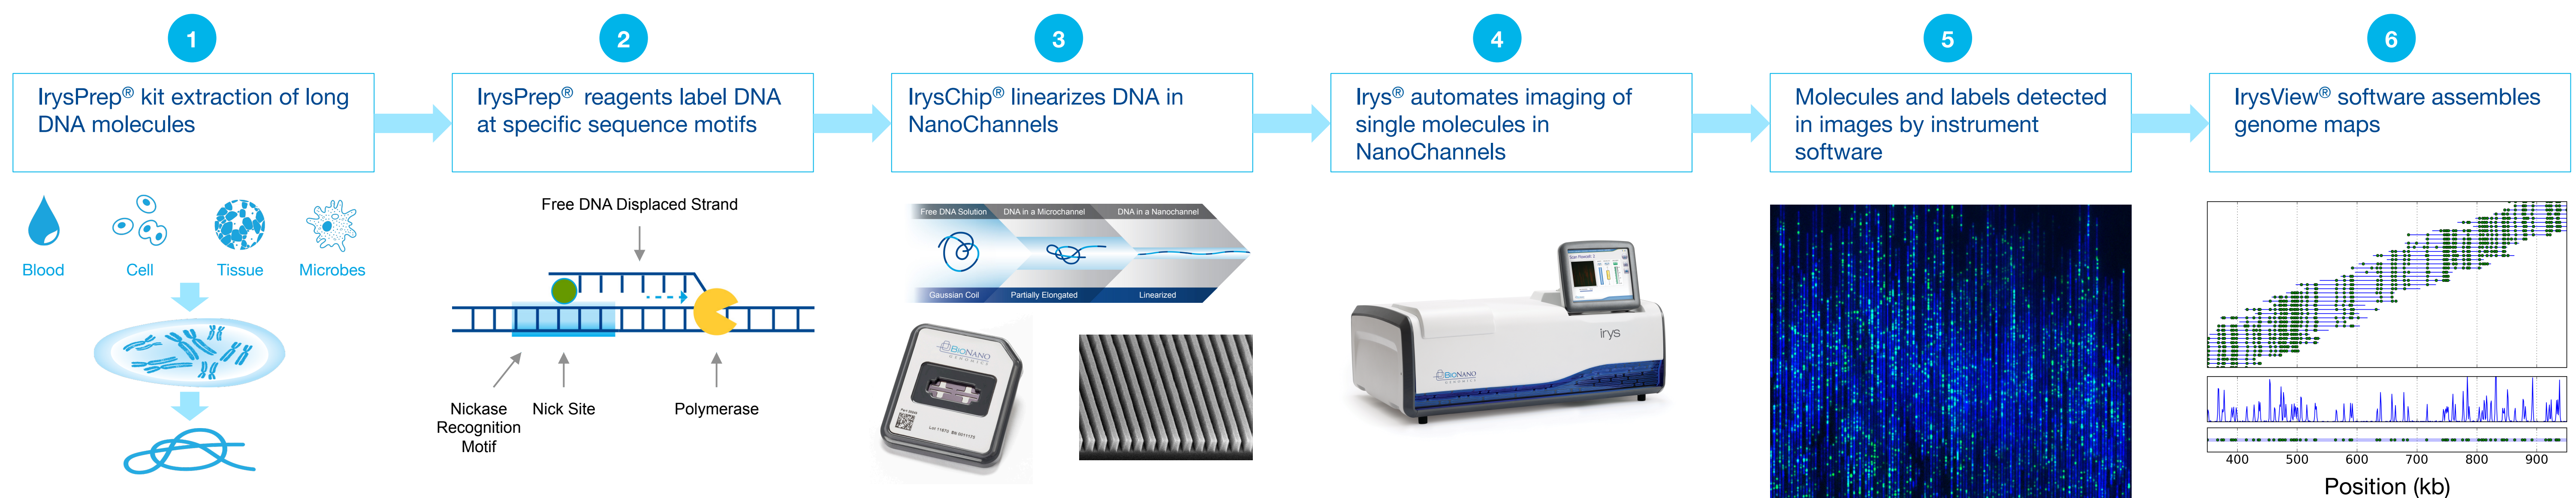 1
IrysPrep® kit extraction of long
DNA molecules
Blood
Cell
Tissue
Microbes
2
IrysPrep® reagents label DNA
at specific sequence motifs
Free DNA Displaced Strand
Nickase
Recognition
Motif
Nick Site
Polymerase
3
IrysChip® linearizes DNA in
NanoChannels
Free DNA Solution
DNA in a Microchannel
DNA in a Nanochannel
Gaussian Coil
Partially Elongated
Linearized
BIONANO
GENOMICS
4
Irys® automates imaging of
single molecules in
NanoChannels
irys
BIONANO
GENOMICS
5
Molecules and labels detected
in images by instrument
software
6
IrysView® software assembles
genome maps
400
500
600
700
800
900
Position (kb)